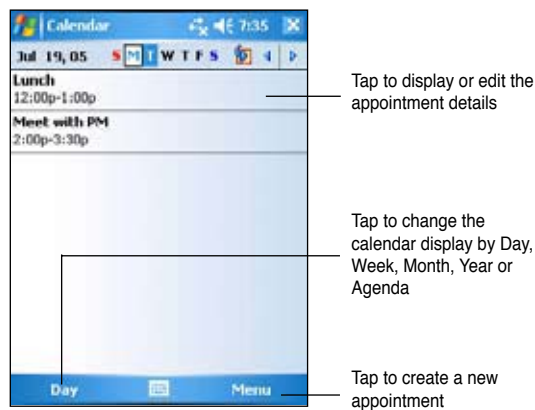 Calendar 7:35
Jul 19, 05 S M T W T F S
Lunch
12:00p-1:00p
Meet with PM
2:00p-3:30p
Tap to display or edit the
appointment details
Tap to change the
calendar display by Day,
Week, Month, Year or
Agenda
Day Menu
Tap to create a new
appointment